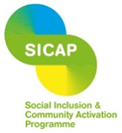 SICAP
Social Inclusion &
Community Activation
Programme